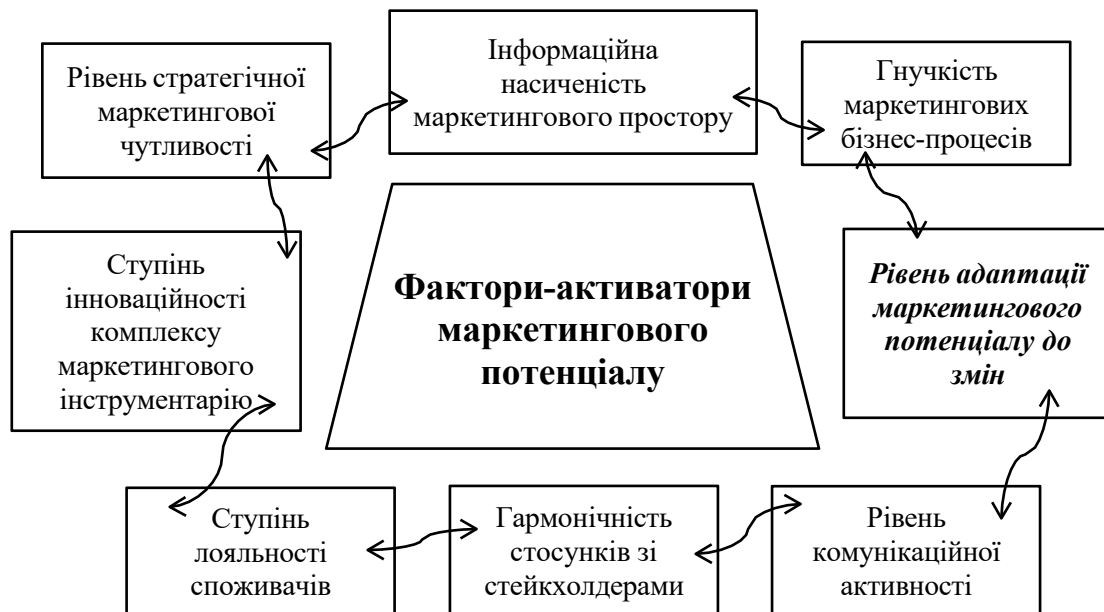 Рівень стратегічної
маркетингової
чутливості
Інформаційна
насиченість
маркетингового простору
Гнучкість
маркетингових
бізнес-процесів
Ступінь
інноваційності
комплексу
маркетингового
інструментарію
Фактори-активатори
маркетингового
потенціалу
Рівень адаптації
маркетингового
потенціалу до
змін
Ступінь
лояльності
споживачів
Гармонічність
стосунків зі
стейкхолдерами
Рівень
комунікаційної
активності